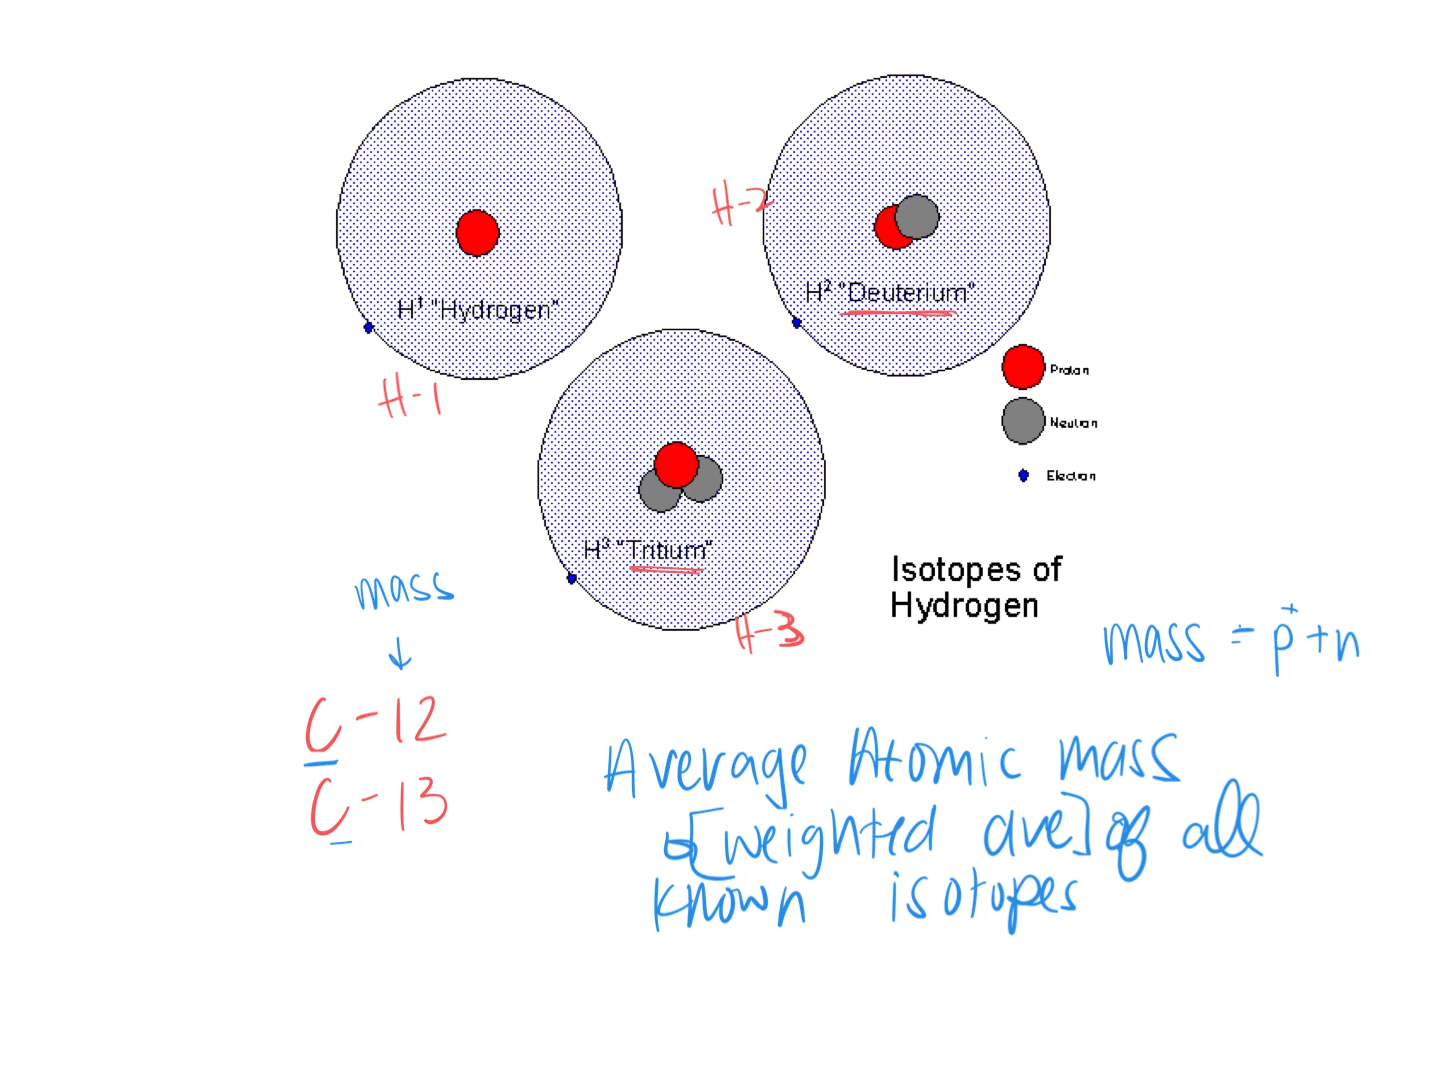 H-2
H² "Deuterium"
H¹ "Hydrogen"
H-1
Proton
Neutron
Electron
H³ "Tritium"
Isotopes of
Hydrogen
H-3
mass
↓
C-12
C-13
mass = p⁺+n
Average Atomic mass
[weighted ave] of all
known isotopes